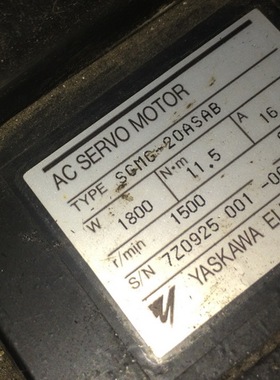 AC SERVO MOTOR
TYPE SGMG-20ASAB
W 1800 N·m 11.5 A 16
r/min 1500
S/N 7Z0925 001
YASKAWA